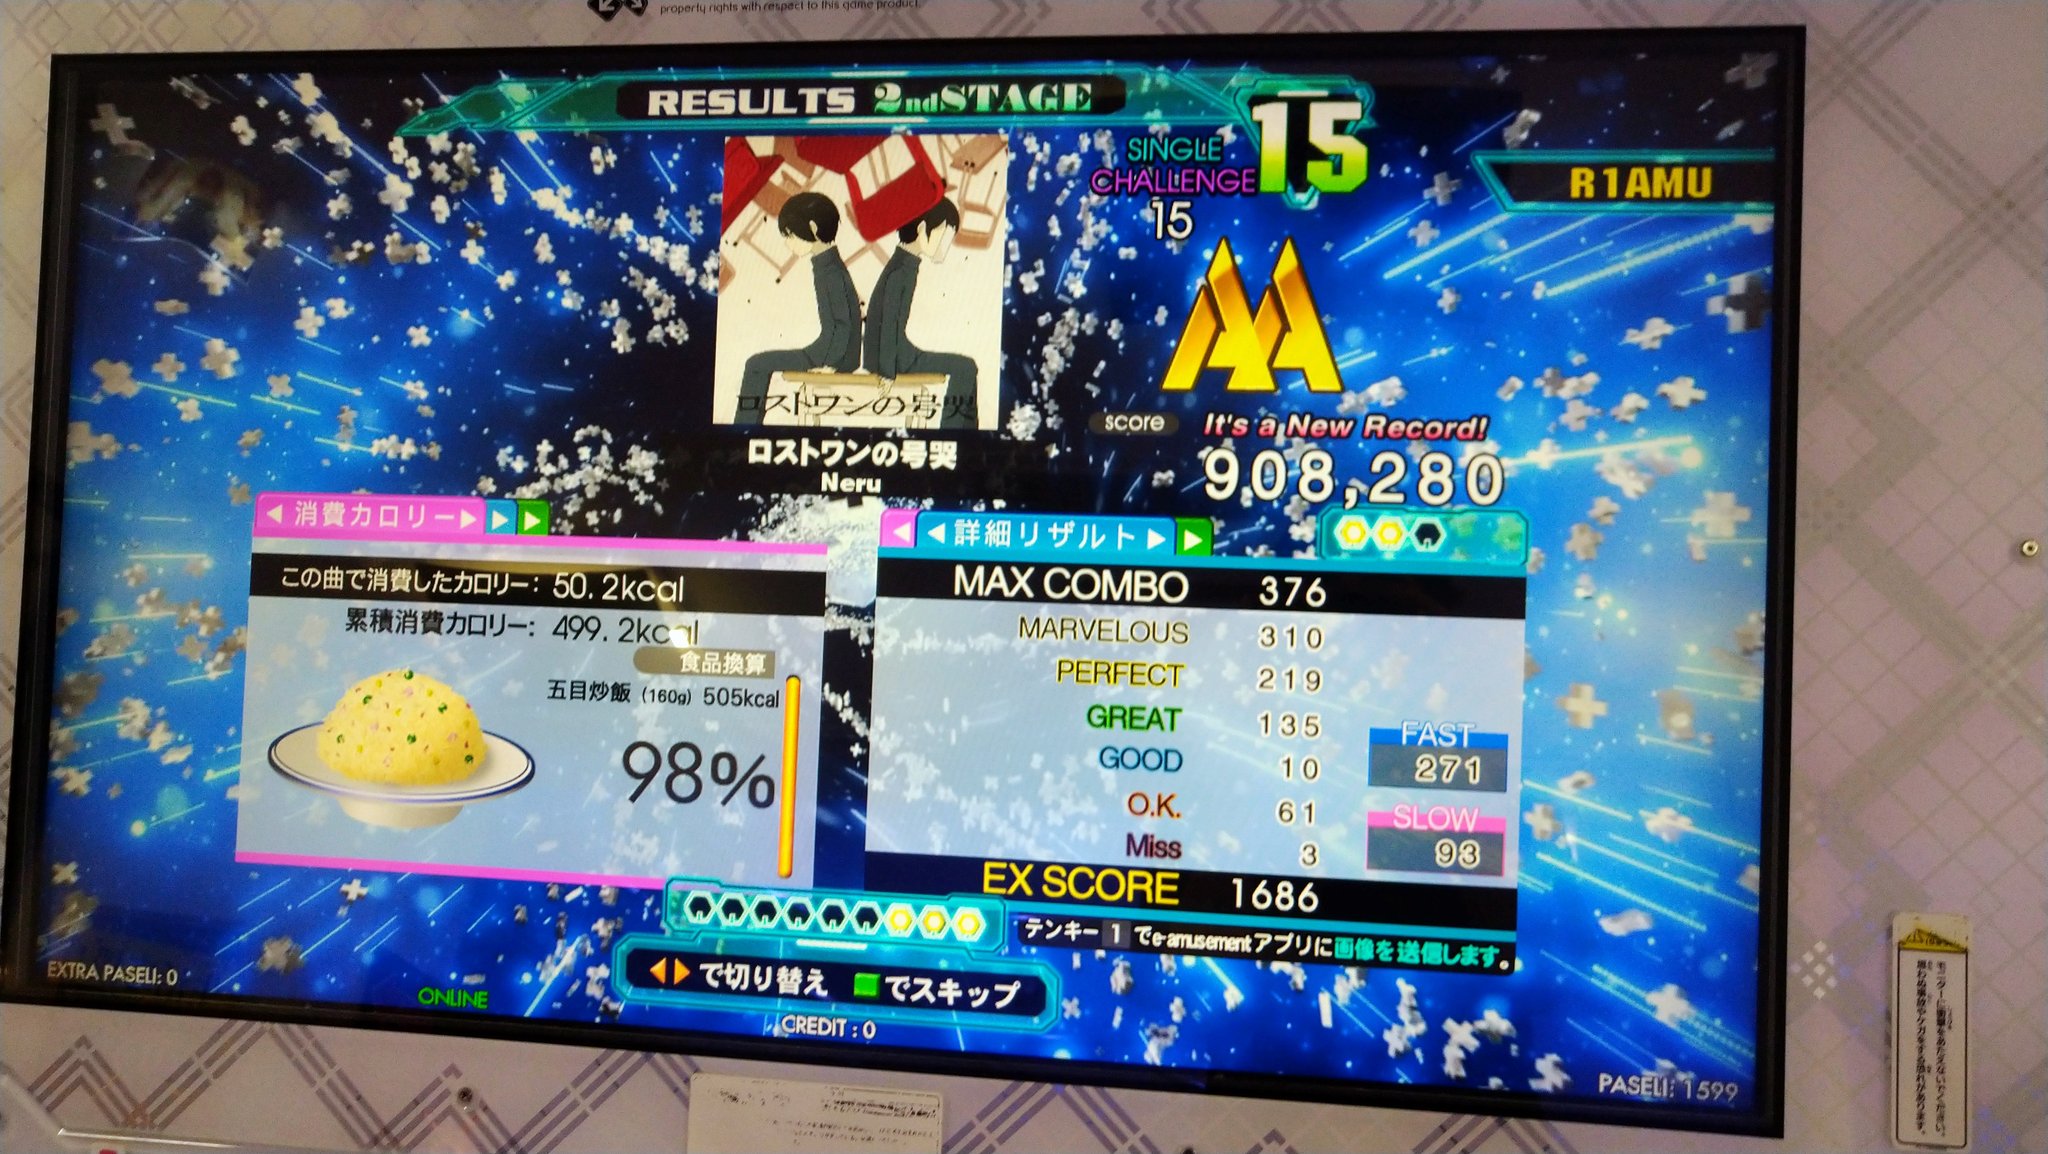 property rights with respect to this game product.
RESULTS 2nd STAGE
SINGLE
CHALLENGE
15
15
R1AMU
AA
ロストワンの号哭
ロストワンの号哭
Neru
score
It's a New Record!
908,280
消費カロリー
この曲で消費したカロリー: 50.2kcal
累積消費カロリー: 499.2kcal
食品換算
五目炒飯 (160g) 505kcal
98%
詳細リザルト
MAX COMBO 376
MARVELOUS 310
PERFECT 219
GREAT 135
GOOD 10
O.K. 61
Miss 3
FAST
271
SLOW
93
EX SCORE 1686
テンキー 1 でe-amusementアプリに画像を送信します。
で切り替え でスキップ
EXTRA PASELI: 0
ONLINE
CREDIT : 0
PASELI: 1599